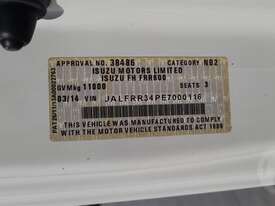 APPROVAL NO. 38486 CATEGORY NB2
ISUZU MOTORS LIMITED
ISUZU FH FRR600
GVM kg 11000 SEATS 3
03/14 VIN JALFRR34PE7000116
THIS VEHICLE WAS MANUFACTURED TO COMPLY
WITH THE MOTOR VEHICLE STANDARDS ACT 1989